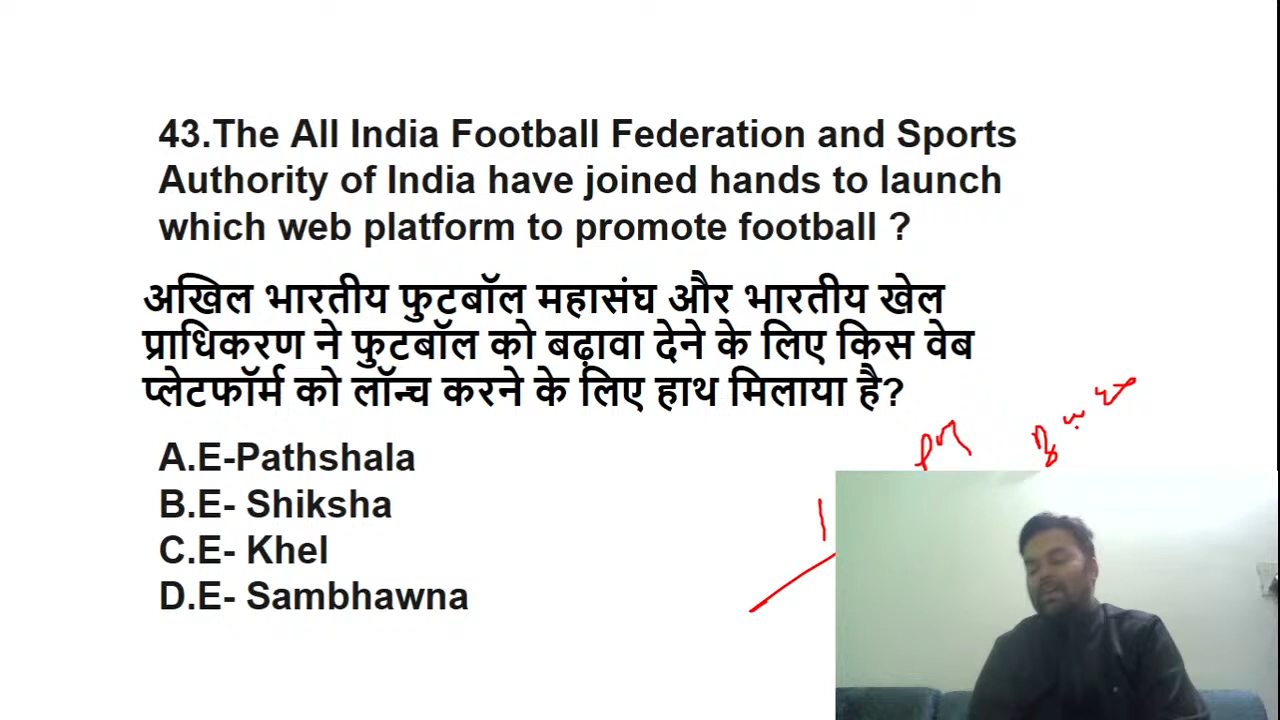 43.The All India Football Federation and Sports
Authority of India have joined hands to launch
which web platform to promote football ?
अखिल भारतीय फुटबॉल महासंघ और भारतीय खेल
प्राधिकरण ने फुटबॉल को बढ़ावा देने के लिए किस वेब
प्लेटफॉर्म को लॉन्च करने के लिए हाथ मिलाया है?
A.E-Pathshala
B.E- Shiksha
C.E- Khel
D.E- Sambhawna